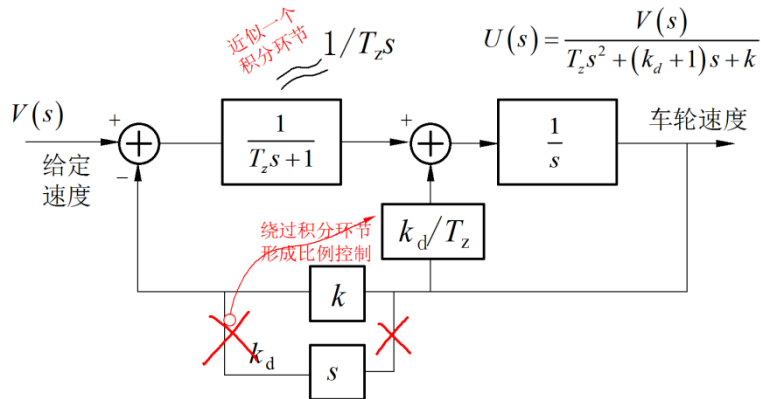 近似一个
积分环节
1/T_z s
U(s) = V(s) / (T_z s² + (k_d + 1)s + k)
V(s)
给定
速度
+
−
1 / (T_z s + 1)
+
+
1 / s
车轮速度
绕过积分环节
形成比例控制
k_d/T_z
k
k_d
s